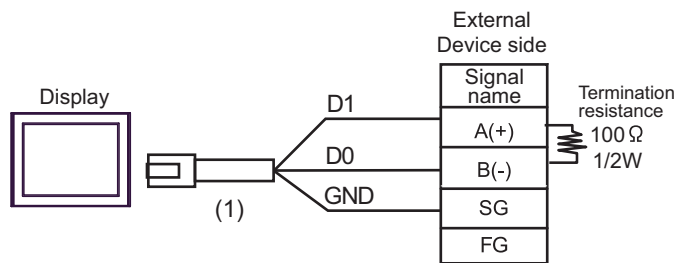 External
Device side
Display
D1
D0
GND
(1)
Signal
name
A(+)
B(-)
SG
FG
Termination
resistance
100Ω
1/2W